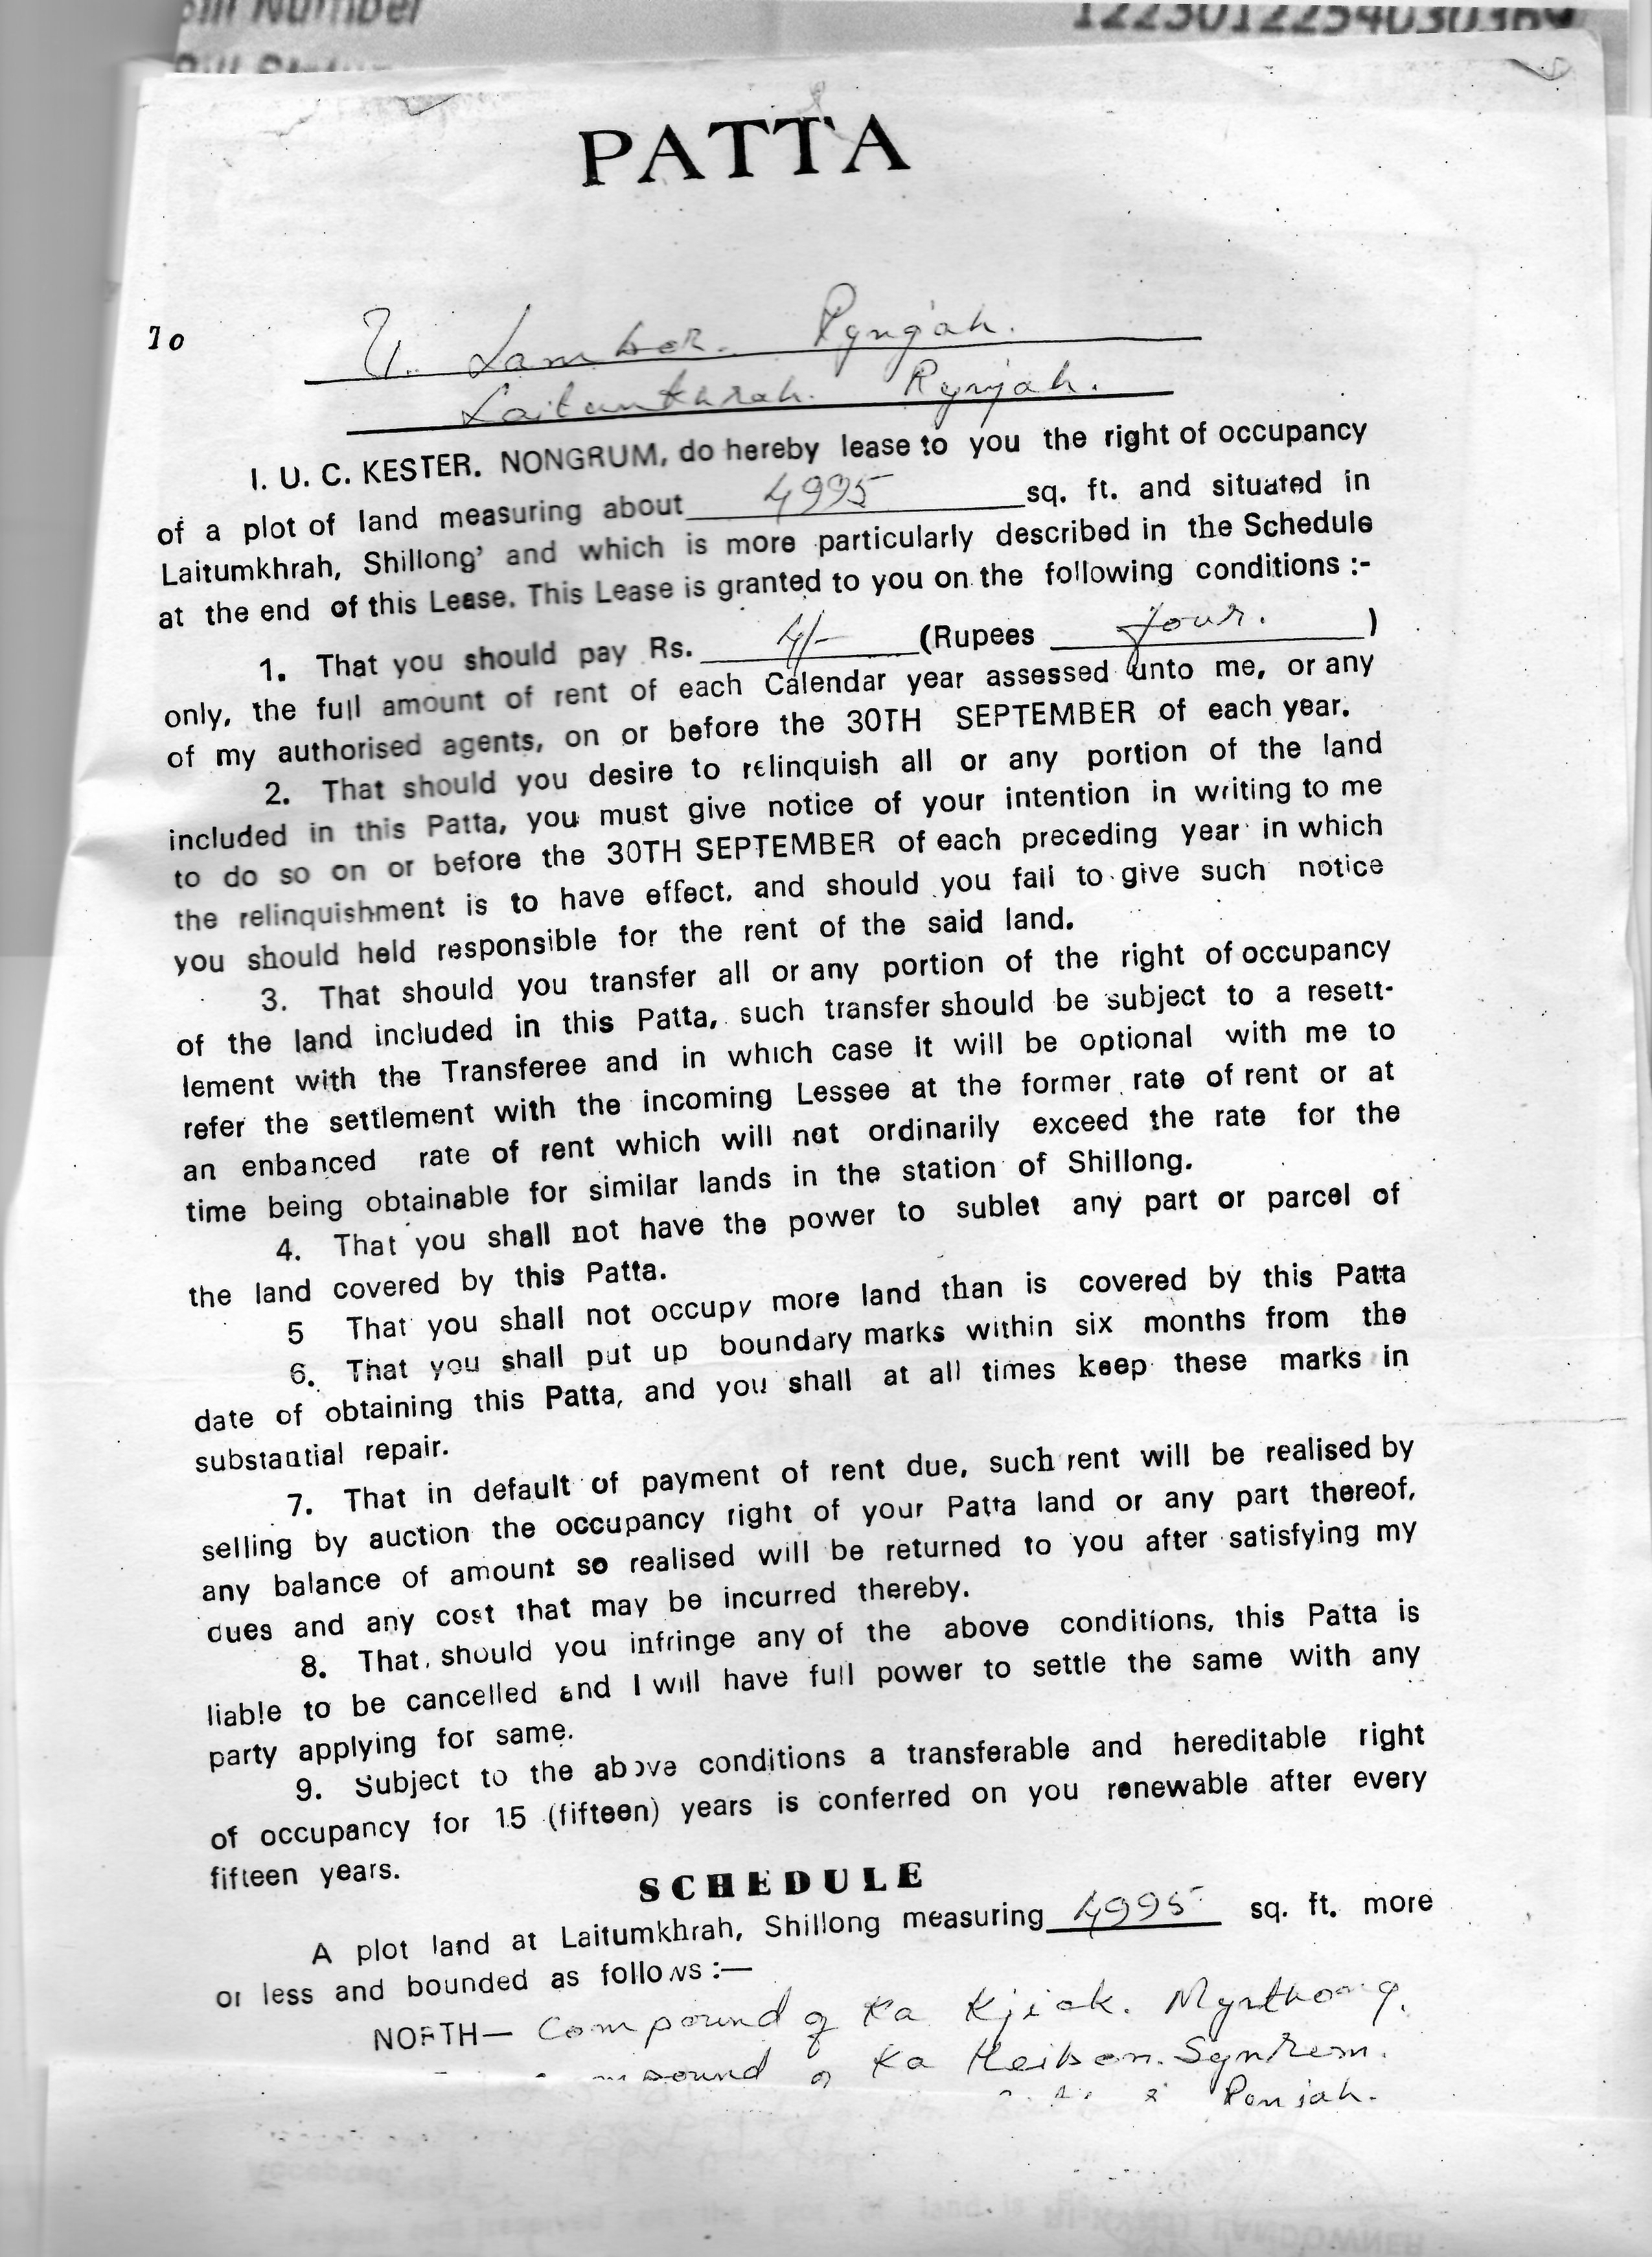 Bill Number
122301225403036
PATTA
To
U. Lambok. Ryngjah.
Laitumkhrah. Rynjah.
I. U. C. KESTER. NONGRUM, do hereby lease to you the right of occupancy
of a plot of land measuring about 4995 sq. ft. and situated in
Laitumkhrah, Shillong’ and which is more particularly described in the Schedule
at the end of this Lease. This Lease is granted to you on the following conditions :-
1. That you should pay Rs. 4/- (Rupees four. )
only, the full amount of rent of each Calendar year assessed unto me, or any
of my authorised agents, on or before the 30TH SEPTEMBER of each year.
2. That should you desire to relinquish all or any portion of the land
included in this Patta, you must give notice of your intention in writing to me
to do so on or before the 30TH SEPTEMBER of each preceding year in which
the relinquishment is to have effect, and should you fail to give such notice
you should held responsible for the rent of the said land.
3. That should you transfer all or any portion of the right of occupancy
of the land included in this Patta, such transfer should be subject to a resett-
lement with the Transferee and in which case it will be optional with me to
refer the settlement with the incoming Lessee at the former rate of rent or at
an enbanced rate of rent which will not ordinarily exceed the rate for the
time being obtainable for similar lands in the station of Shillong.
4. That you shall not have the power to sublet any part or parcel of
the land covered by this Patta.
5 That you shall not occupy more land than is covered by this Patta
6. That you shall put up boundary marks within six months from the
date of obtaining this Patta, and you shall at all times keep these marks in
substantial repair.
7. That in default of payment of rent due, such rent will be realised by
selling by auction the occupancy right of your Patta land or any part thereof,
any balance of amount so realised will be returned to you after satisfying my
dues and any cost that may be incurred thereby.
8. That, should you infringe any of the above conditions, this Patta is
liable to be cancelled and I will have full power to settle the same with any
party applying for same.
9. Subject to the above conditions a transferable and hereditable right
of occupancy for 15 (fifteen) years is conferred on you renewable after every
fifteen years.
SCHEDULE
A plot land at Laitumkhrah, Shillong measuring 4995 sq. ft. more
or less and bounded as follows :—
NORTH— Compound of Ka Kjiak. Myrthong.
Ka Heibon. Syntrem.